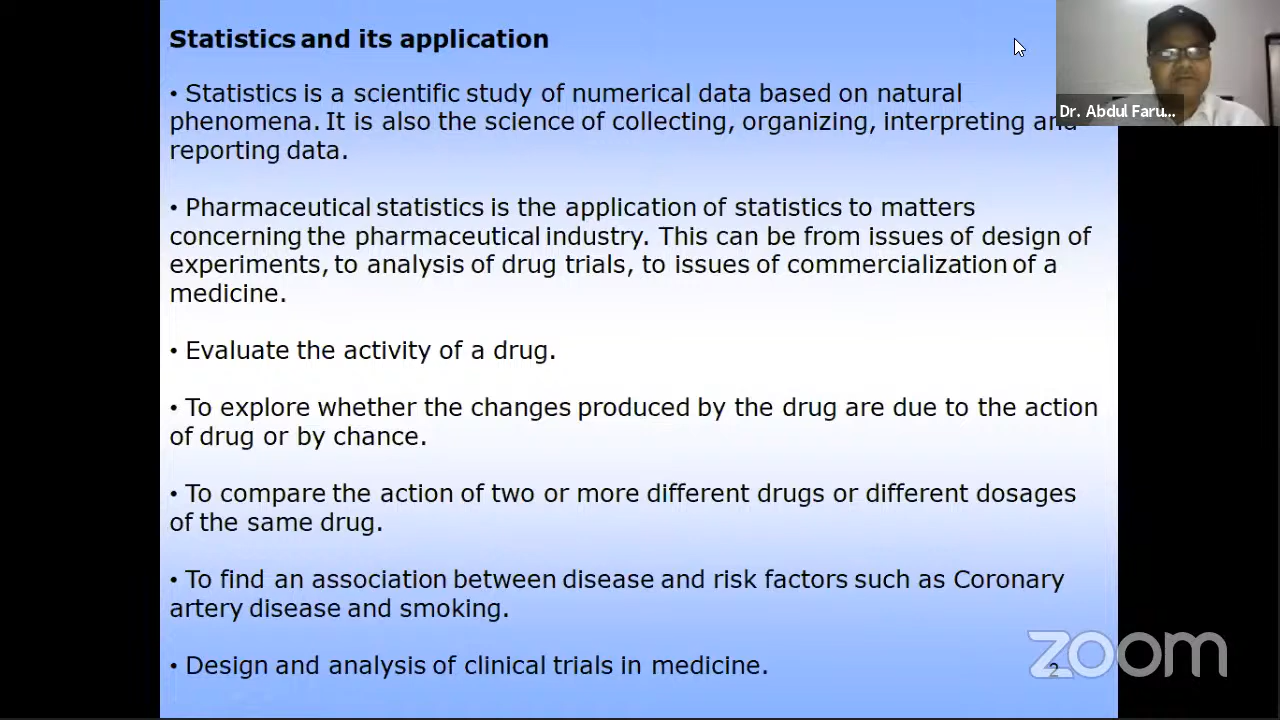 Statistics and its application
• Statistics is a scientific study of numerical data based on natural
phenomena. It is also the science of collecting, organizing, interpreting and
reporting data.
• Pharmaceutical statistics is the application of statistics to matters
concerning the pharmaceutical industry. This can be from issues of design of
experiments, to analysis of drug trials, to issues of commercialization of a
medicine.
• Evaluate the activity of a drug.
• To explore whether the changes produced by the drug are due to the action
of drug or by chance.
• To compare the action of two or more different drugs or different dosages
of the same drug.
• To find an association between disease and risk factors such as Coronary
artery disease and smoking.
• Design and analysis of clinical trials in medicine.
Dr. Abdul Faru...
zoom
2